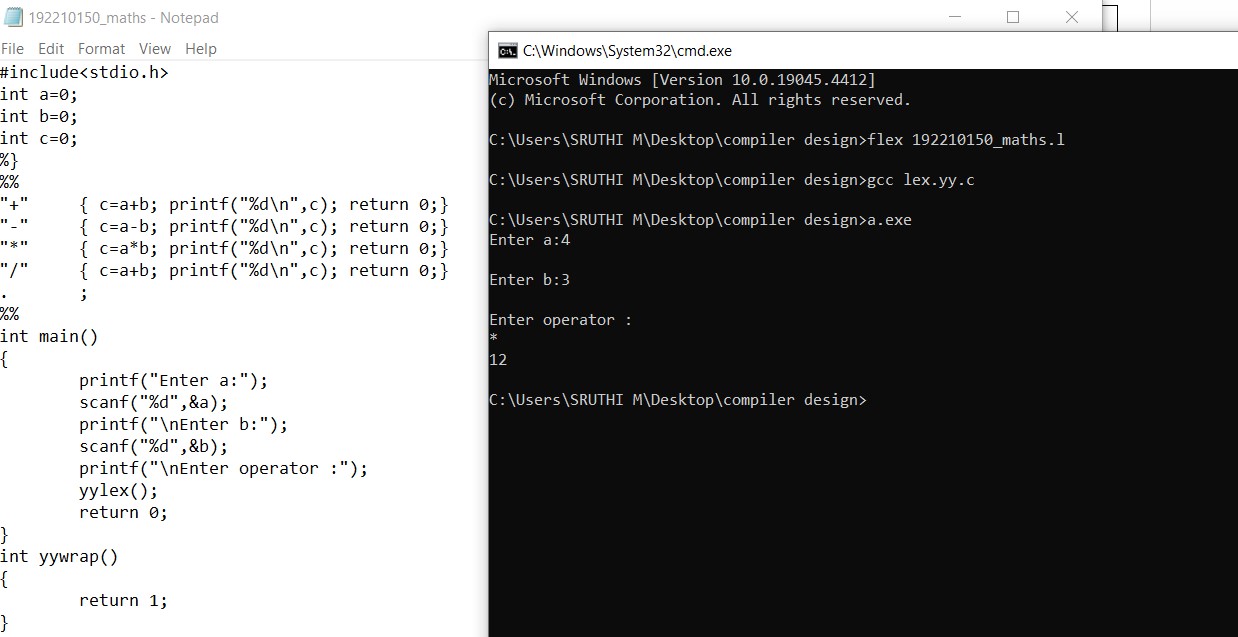 192210150_maths - Notepad
File Edit Format View Help
#include<stdio.h>
int a=0;
int b=0;
int c=0;
%}
%%
"+"     { c=a+b; printf("%d\n",c); return 0;}
"-"     { c=a-b; printf("%d\n",c); return 0;}
"*"     { c=a*b; printf("%d\n",c); return 0;}
"/"     { c=a+b; printf("%d\n",c); return 0;}
.       ;
%%
int main()
{
        printf("Enter a:");
        scanf("%d",&a);
        printf("\nEnter b:");
        scanf("%d",&b);
        printf("\nEnter operator :");
        yylex();
        return 0;
}
int yywrap()
{
        return 1;
}
C:\Windows\System32\cmd.exe
Microsoft Windows [Version 10.0.19045.4412]
(c) Microsoft Corporation. All rights reserved.
C:\Users\SRUTHI M\Desktop\compiler design>flex 192210150_maths.l
C:\Users\SRUTHI M\Desktop\compiler design>gcc lex.yy.c
C:\Users\SRUTHI M\Desktop\compiler design>a.exe
Enter a:4
Enter b:3
Enter operator :
*
12
C:\Users\SRUTHI M\Desktop\compiler design>